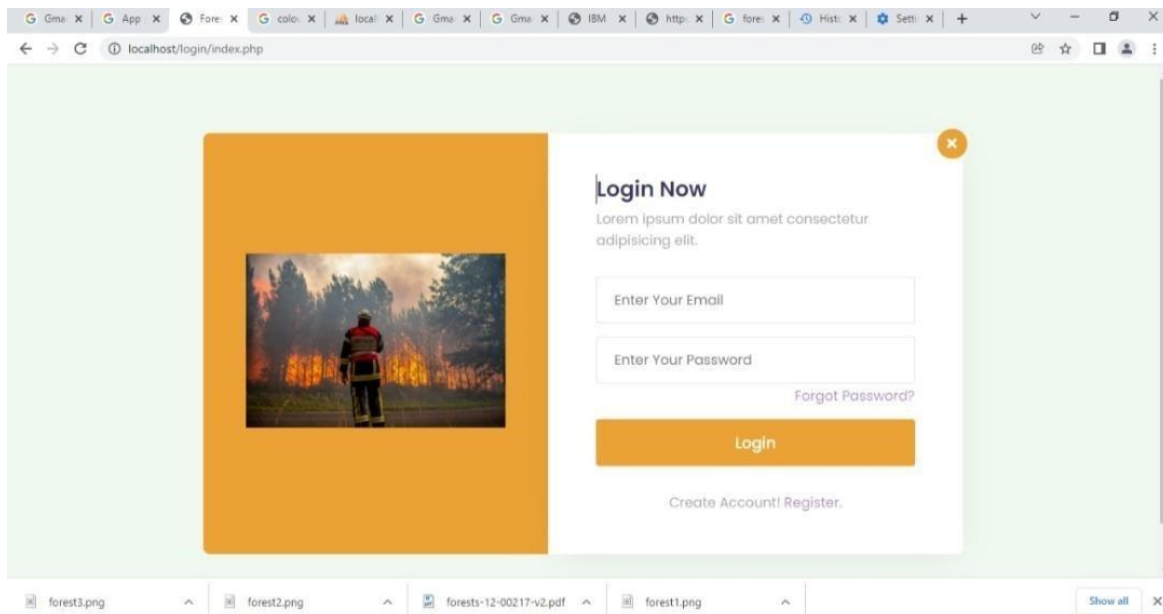 Gma
App
Fore
colo
local
Gma
Gma
IBM
http:
fore
Hist
Setti
localhost/login/index.php
Login Now
Lorem ipsum dolor sit amet consectetur
adipisicing elit.
Enter Your Email
Enter Your Password
Forgot Password?
Login
Create Account! Register.
forest3.png
forest2.png
forests-12-00217-v2.pdf
forest1.png
Show all